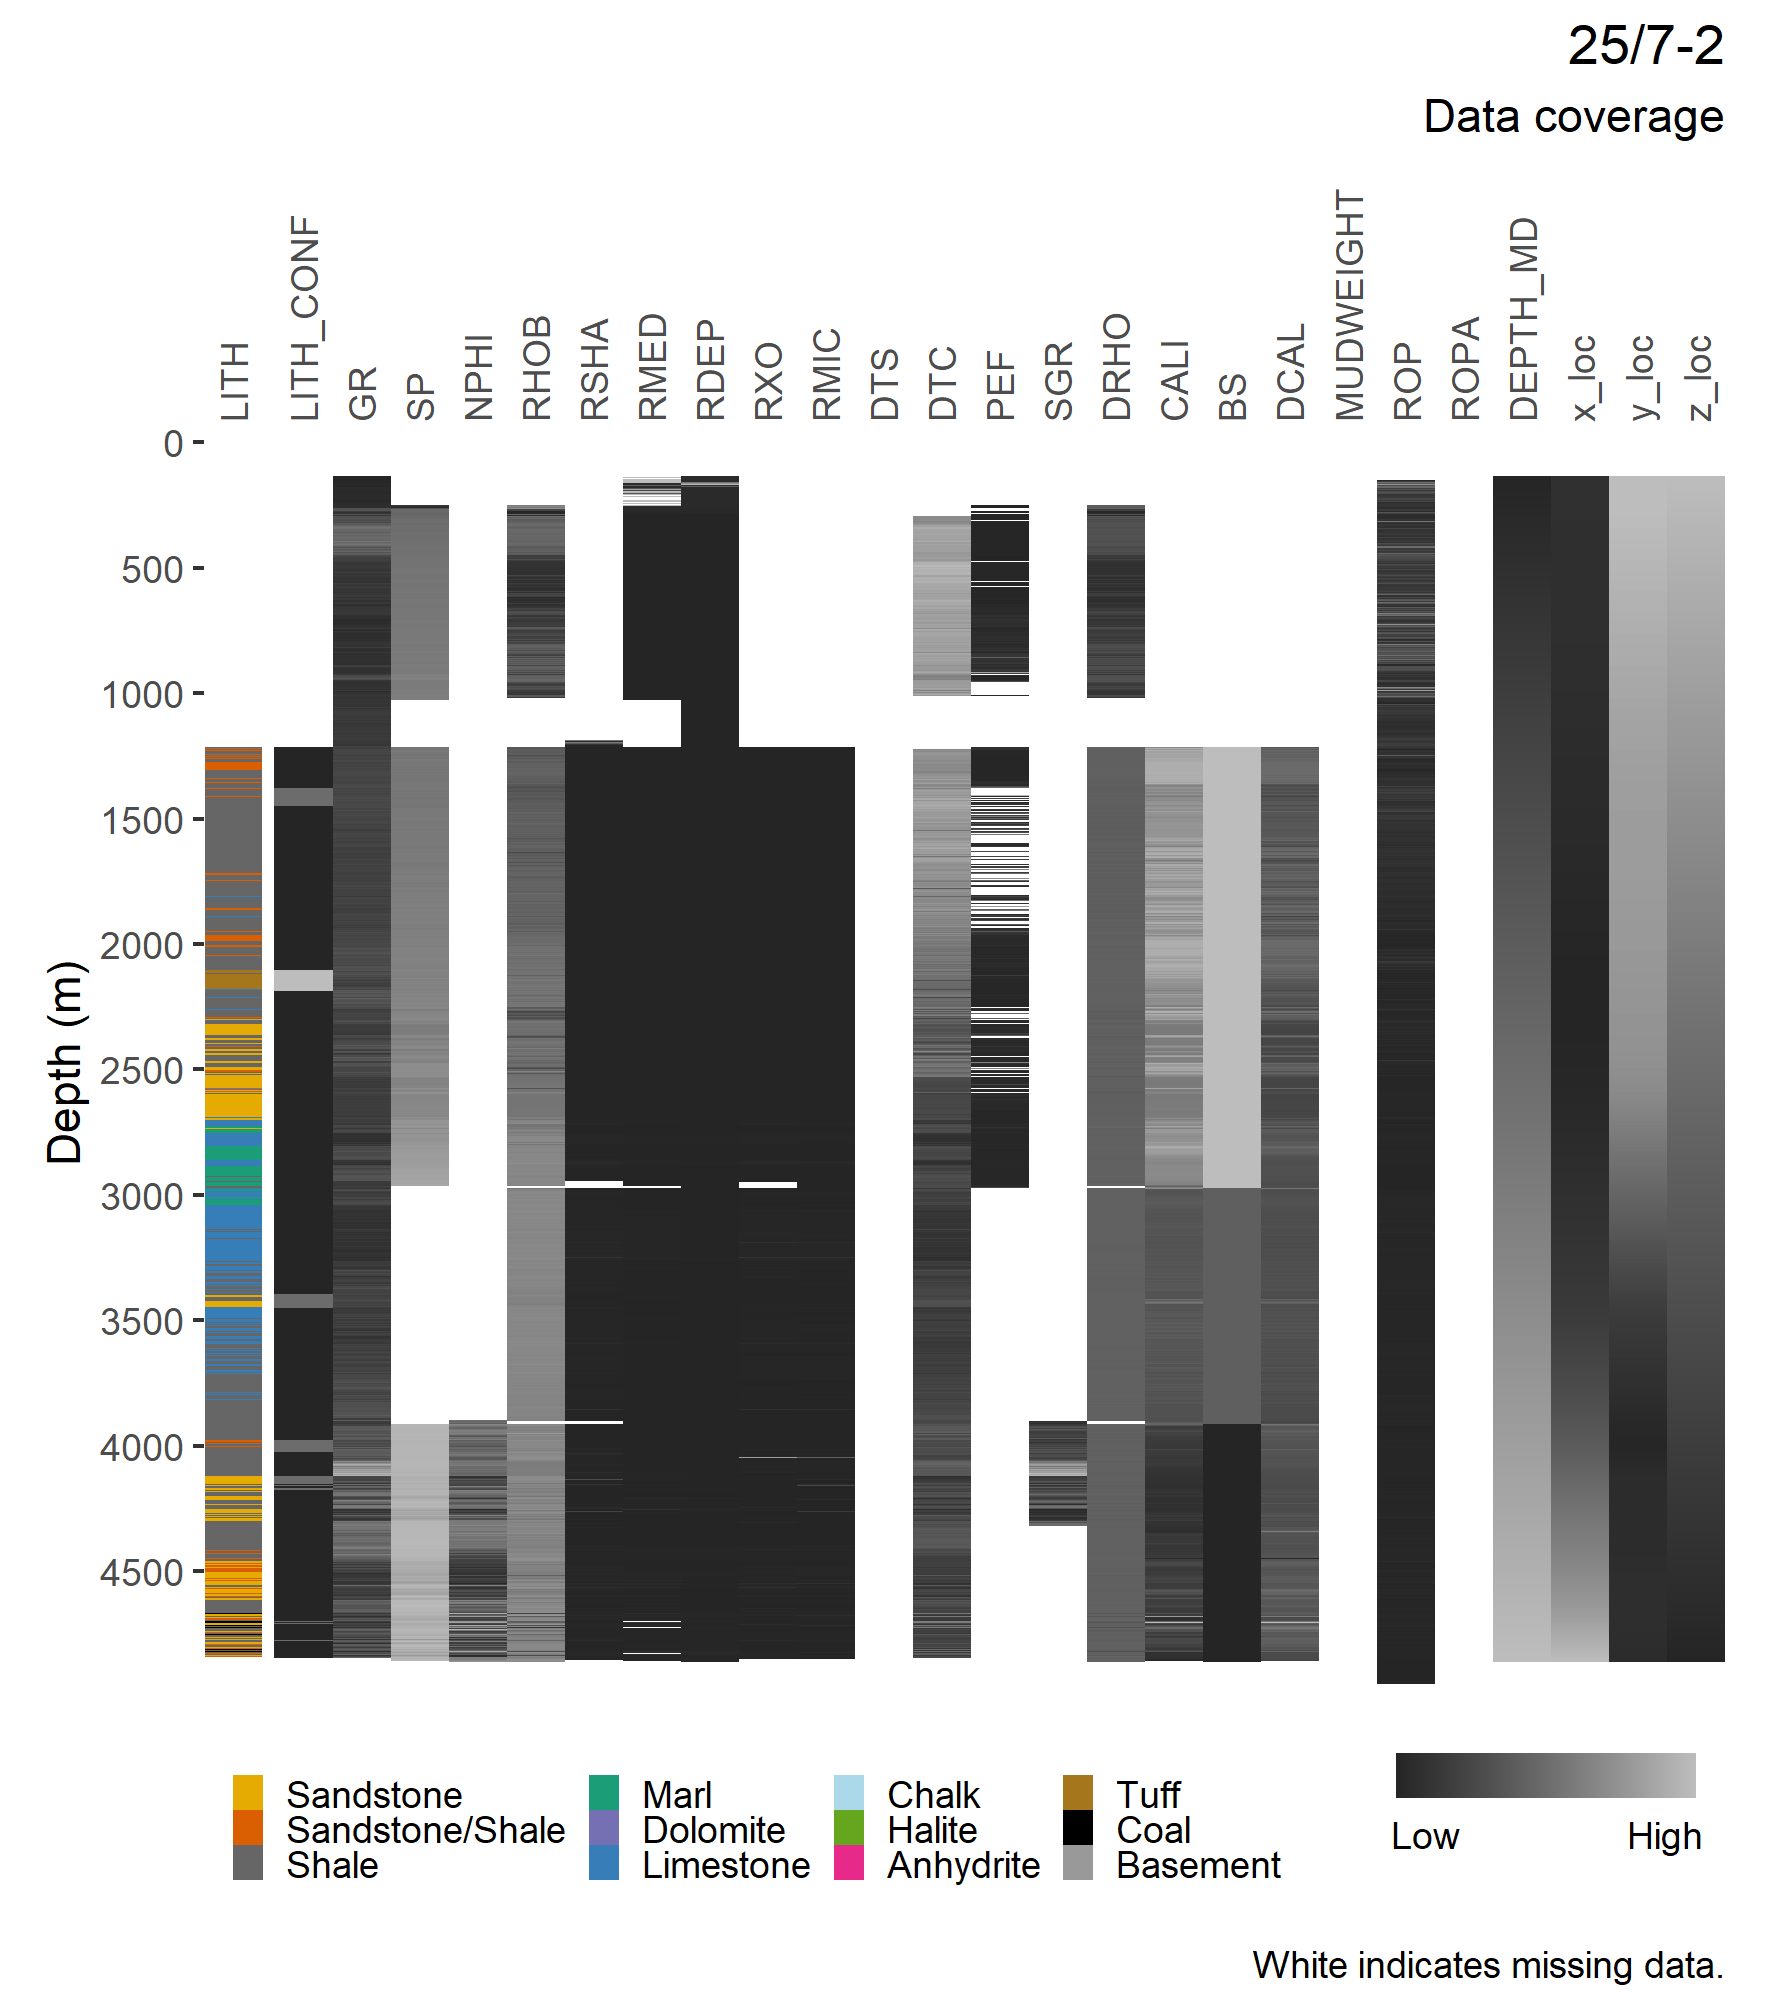 25/7-2
Data coverage
LITH
LITH_CONF
GR
SP
NPHI
RHOB
RSHA
RMED
RDEP
RXO
RMIC
DTS
DTC
PEF
SGR
DRHO
CALI
BS
DCAL
MUDWEIGHT
ROP
ROPA
DEPTH_MD
x_loc
y_loc
z_loc
Depth (m)
0
500
1000
1500
2000
2500
3000
3500
4000
4500
Sandstone
Sandstone/Shale
Shale
Marl
Dolomite
Limestone
Chalk
Halite
Anhydrite
Tuff
Coal
Basement
Low High
White indicates missing data.